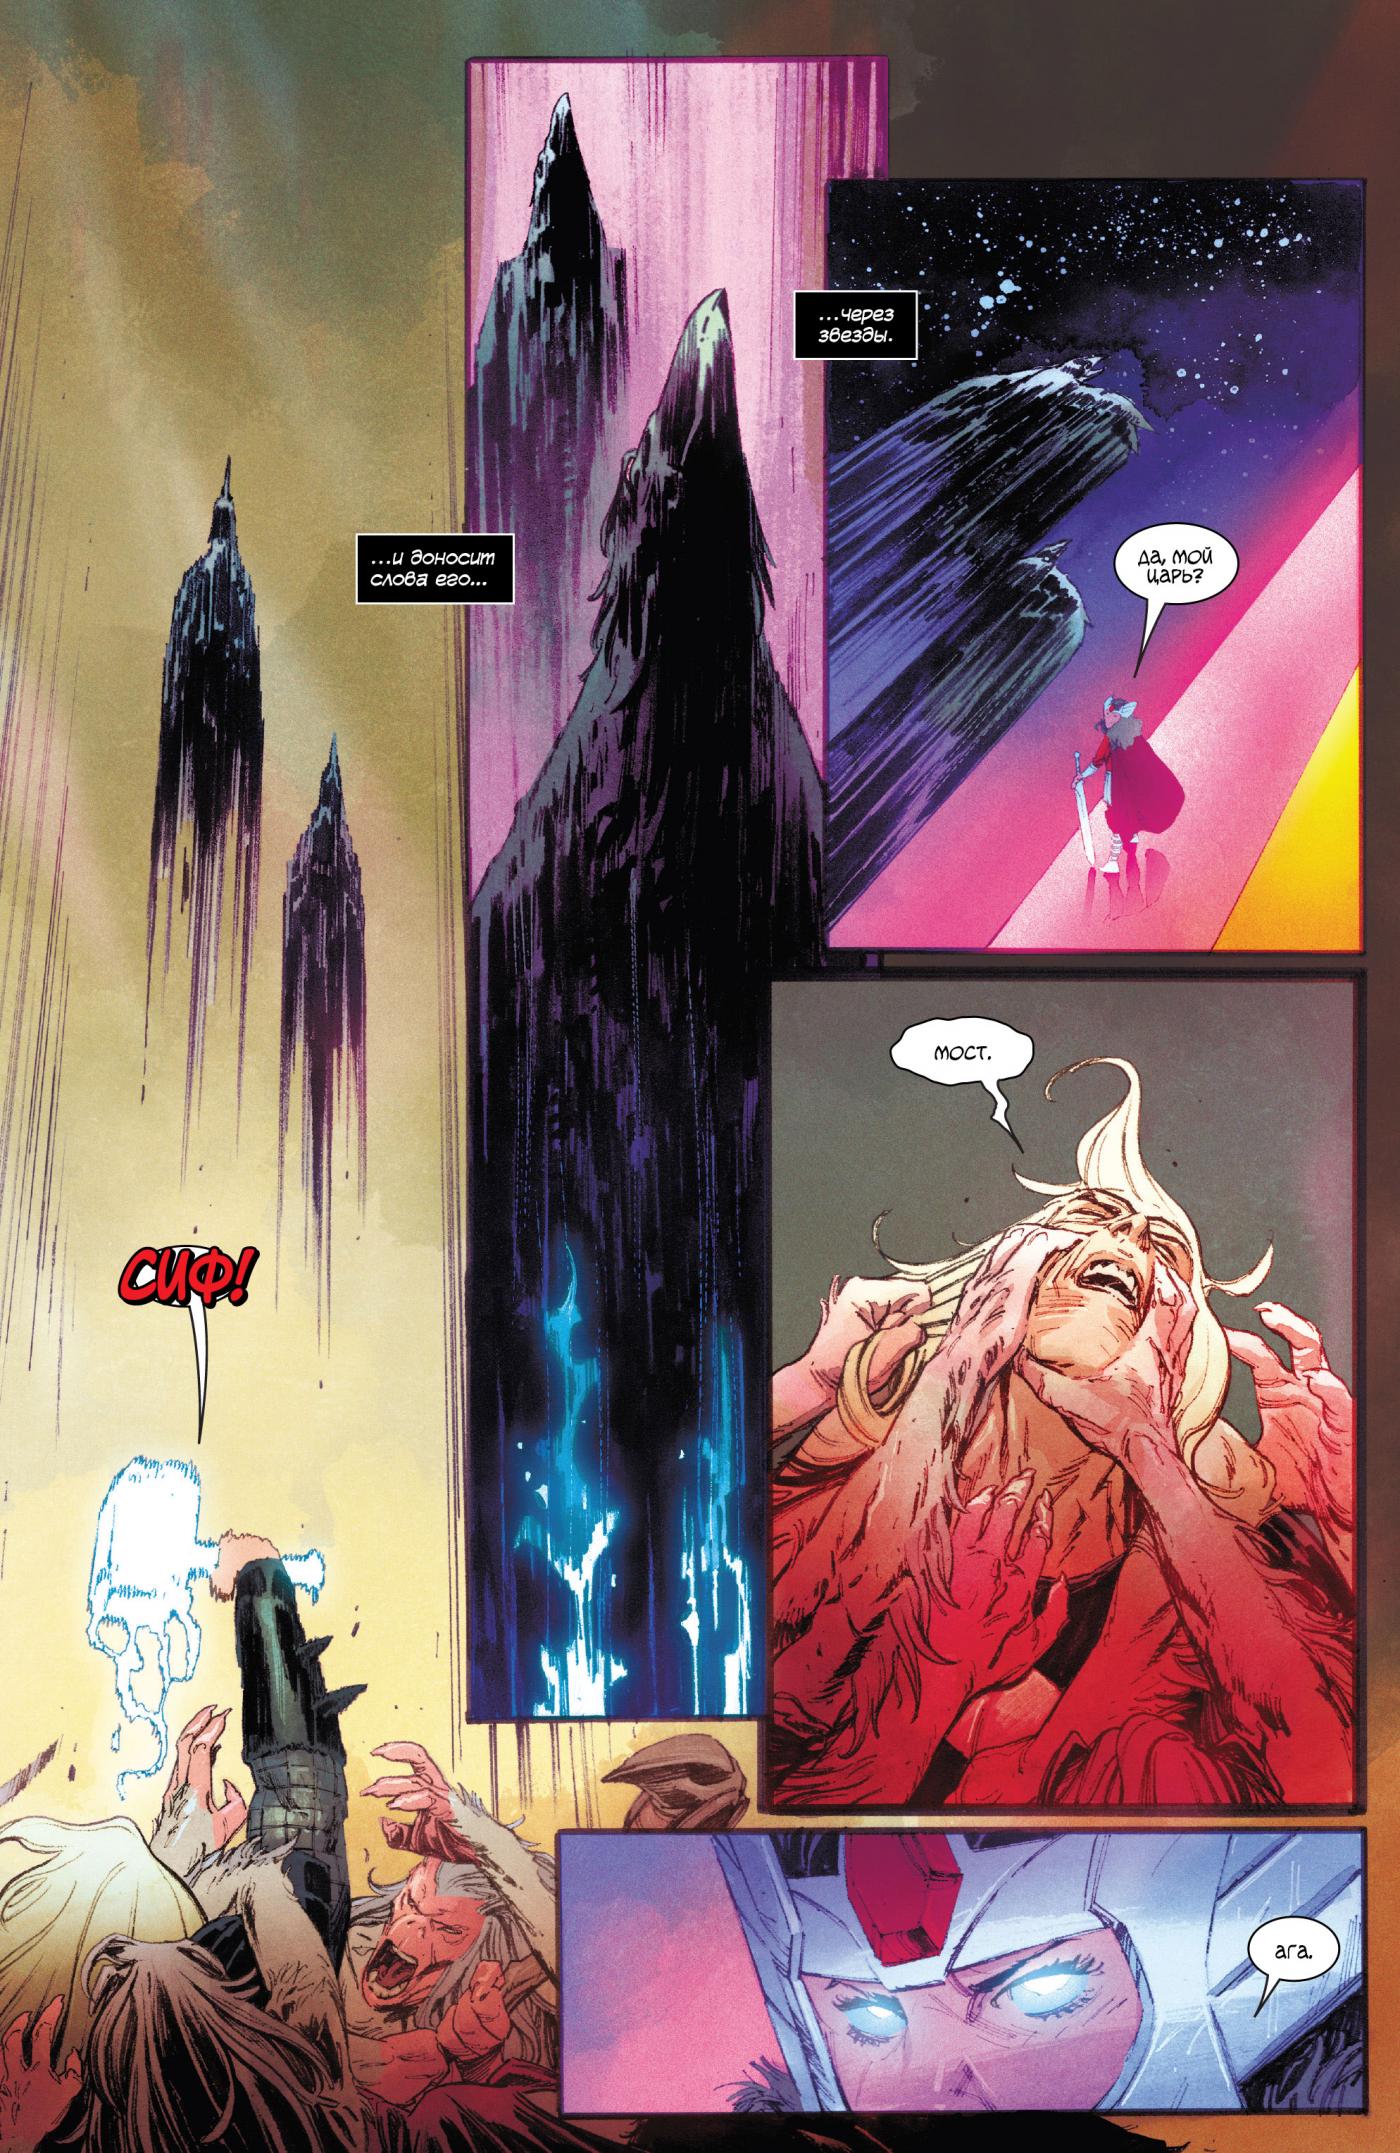 СИФ!
...и доносит
слова его...
...через
звезды.
Да, мой
царь?
Мост.
Ага.